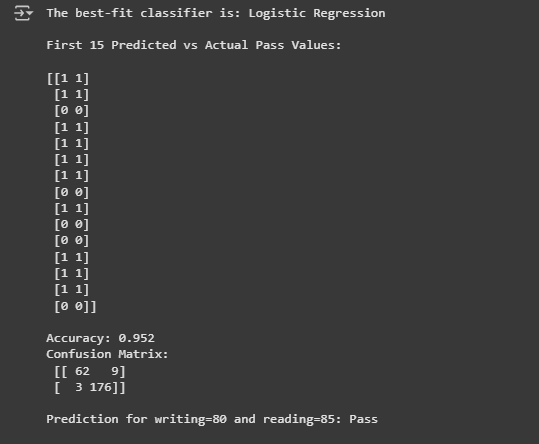 The best-fit classifier is: Logistic Regression
First 15 Predicted vs Actual Pass Values:
[[1 1]
 [1 1]
 [0 0]
 [1 1]
 [1 1]
 [1 1]
 [1 1]
 [0 0]
 [1 1]
 [0 0]
 [0 0]
 [1 1]
 [1 1]
 [1 1]
 [0 0]]
Accuracy: 0.952
Confusion Matrix:
 [[ 62   9]
 [  3 176]]
Prediction for writing=80 and reading=85: Pass